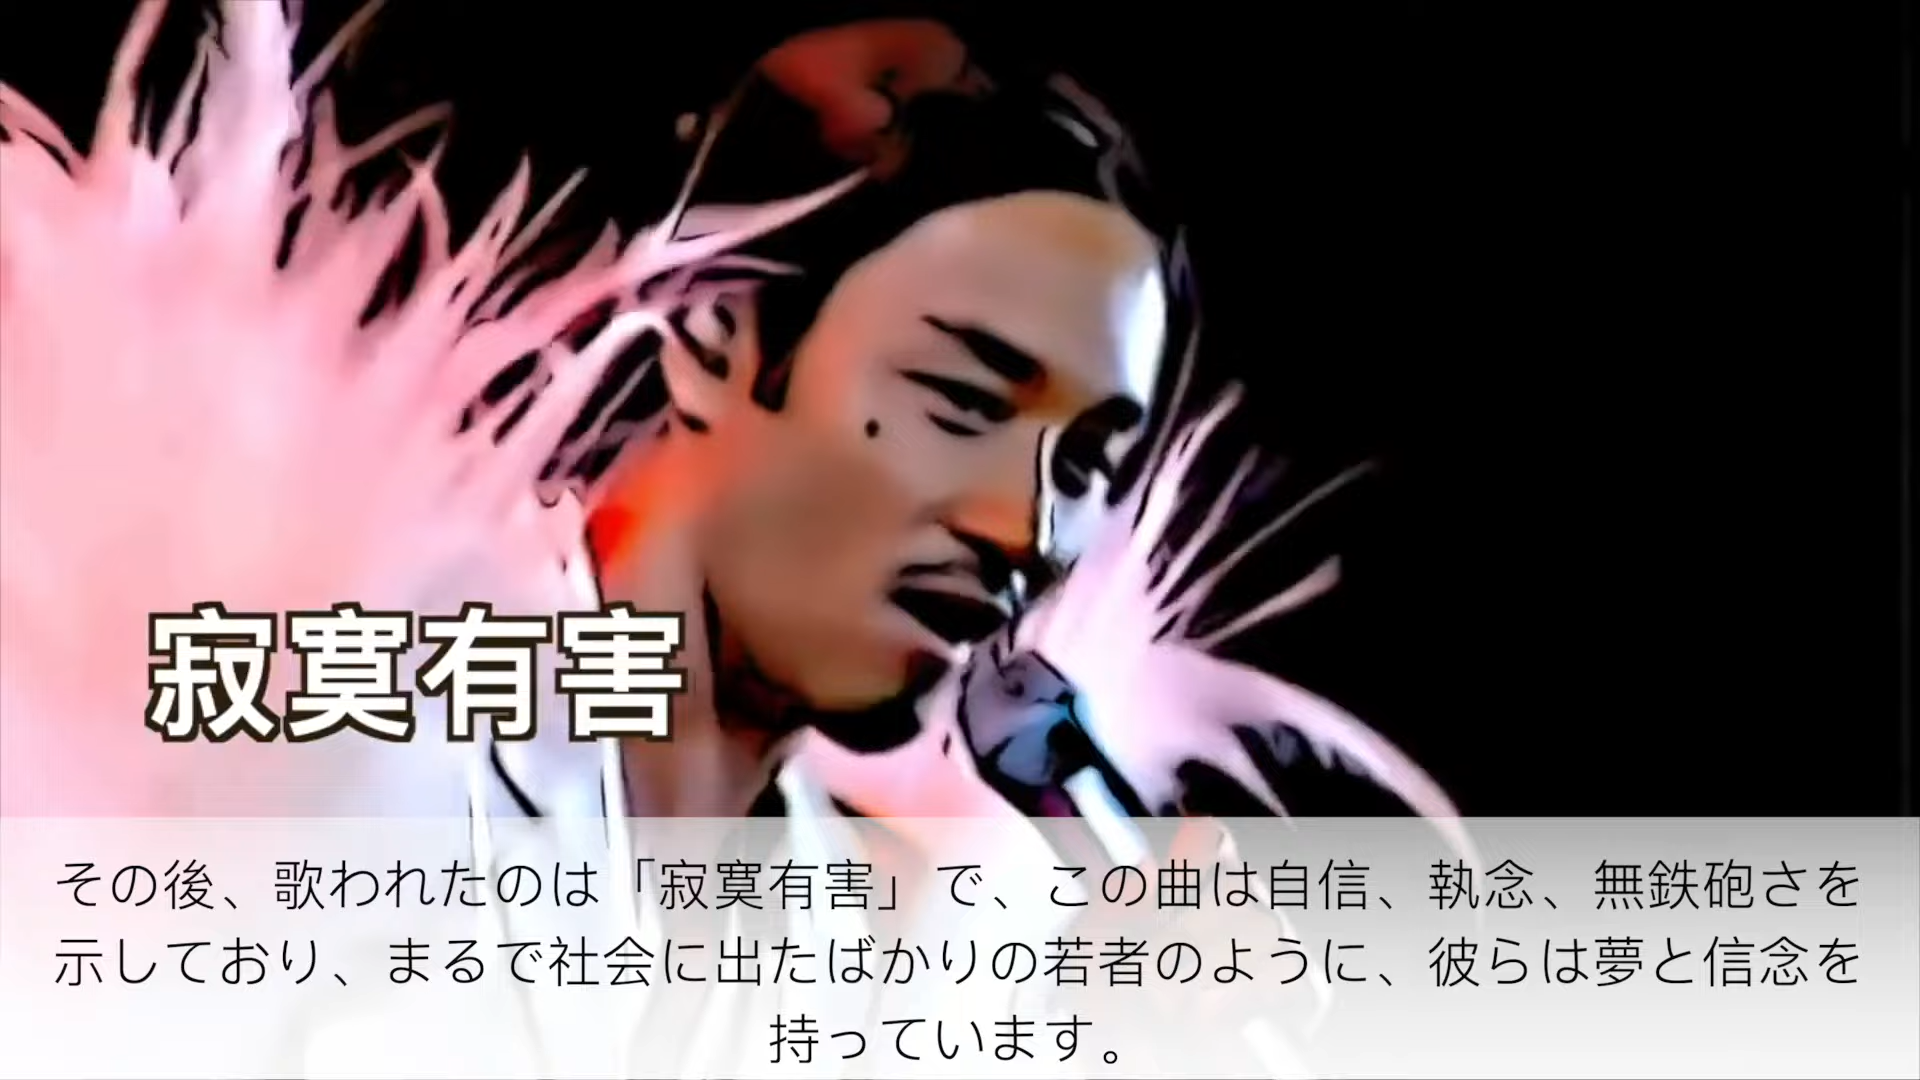 寂寞有害
その後、歌われたのは「寂寞有害」で、この曲は自信、執念、無鉄砲さを
示しており、まるで社会に出たばかりの若者のように、彼らは夢と信念を
持っています。